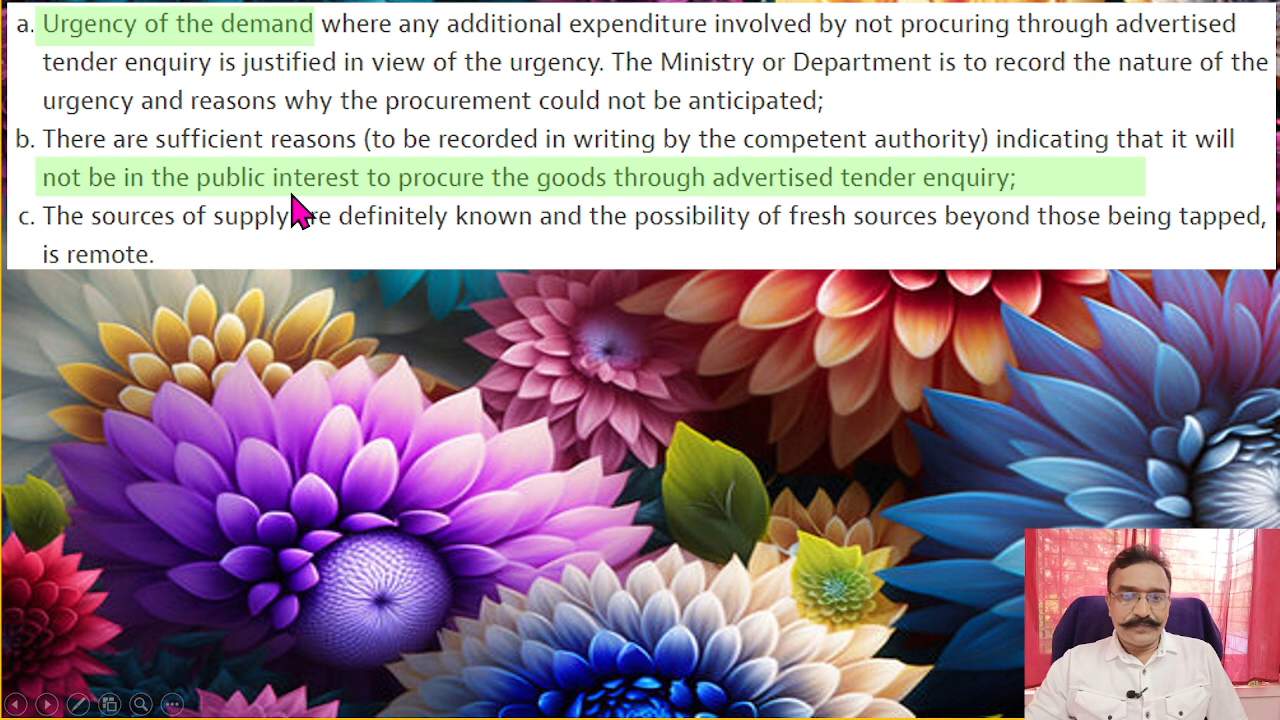 a. Urgency of the demand where any additional expenditure involved by not procuring through advertised
tender enquiry is justified in view of the urgency. The Ministry or Department is to record the nature of the
urgency and reasons why the procurement could not be anticipated;
b. There are sufficient reasons (to be recorded in writing by the competent authority) indicating that it will
not be in the public interest to procure the goods through advertised tender enquiry;
c. The sources of supply are definitely known and the possibility of fresh sources beyond those being tapped,
is remote.